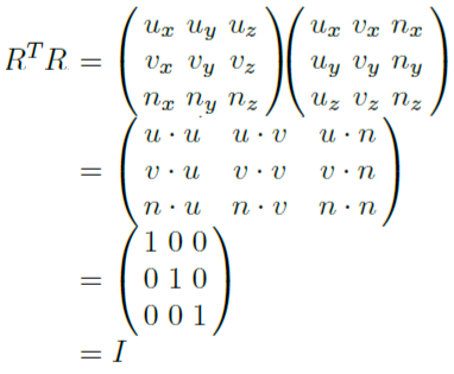 R^T R = ( u_x u_y u_z ) ( u_x v_x n_x )
( v_x v_y v_z ) ( u_y v_y n_y )
( n_x n_y n_z ) ( u_z v_z n_z )
= ( u · u u · v u · n )
( v · u v · v v · n )
( n · u n · v n · n )
= ( 1 0 0 )
( 0 1 0 )
( 0 0 1 )
= I